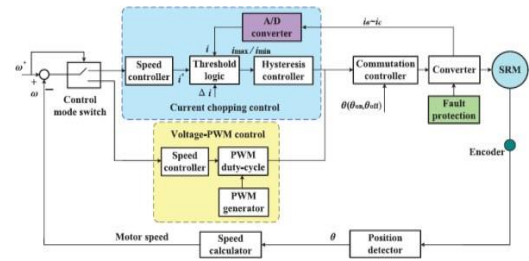 A/D
converter
ia~ic
i
imax/imin
ω*
+
ω
−
Control
mode switch
Speed
controller
i*
Threshold
logic
Hysteresis
controller
Δ i
Current chopping control
Commutation
controller
θ(θon,θoff)
Converter
SRM
Fault
protection
Encoder
Voltage-PWM control
Speed
controller
PWM
duty-cycle
PWM
generator
Motor speed
Speed
calculator
θ
Position
detector